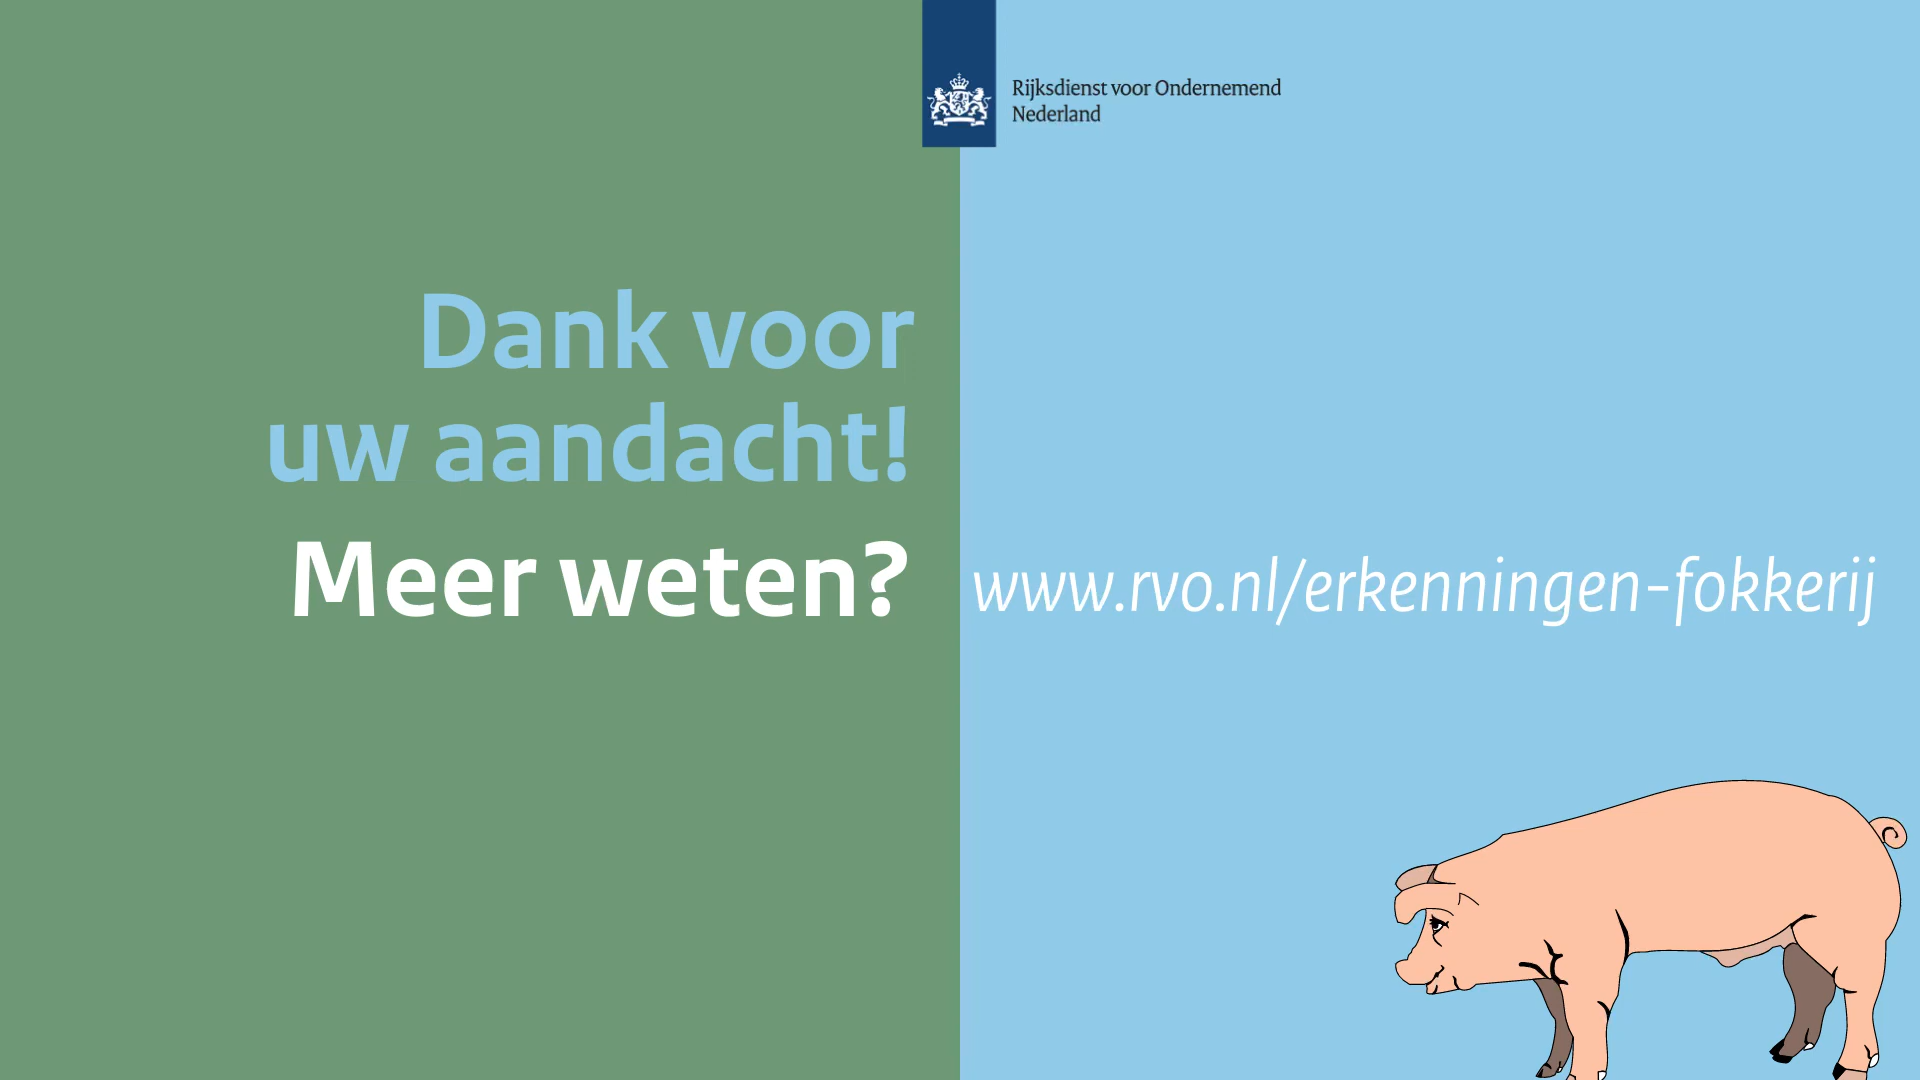 Rijksdienst voor Ondernemend
Nederland
Dank voor
uw aandacht!
Meer weten?
www.rvo.nl/erkenningen-fokkerij